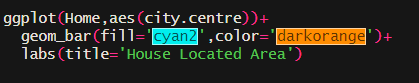 ggplot(Home,aes(city.centre))+
geom_bar(fill='cyan2',color='darkorange')+
labs(title='House Located Area')